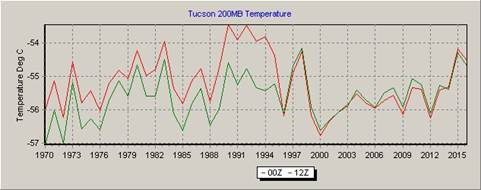 Tucson 200MB Temperature
Temperature Deg C
-54
-55
-56
-57
1970 1973 1976 1979 1982 1985 1988 1991 1994 1997 2000 2003 2006 2009 2012 2015
00Z 12Z